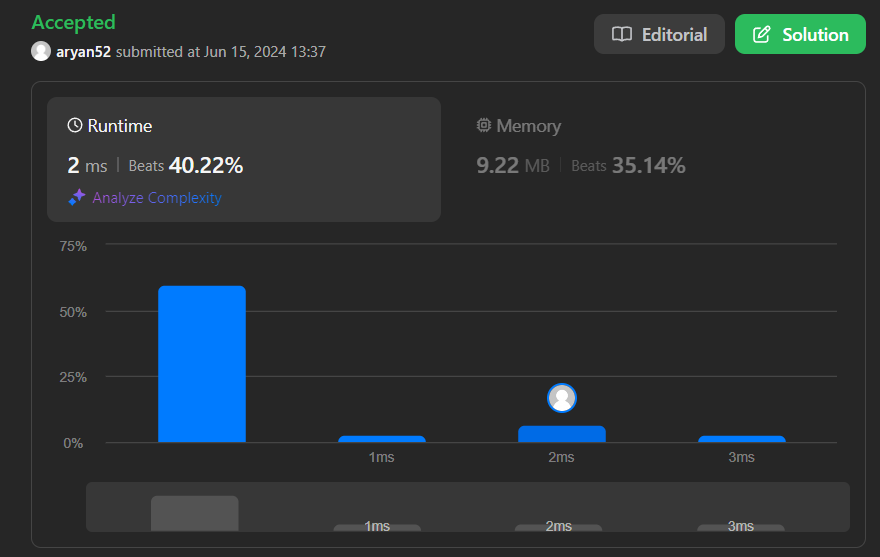 Accepted
Editorial
Solution
aryan52 submitted at Jun 15, 2024 13:37
Runtime
2 ms | Beats 40.22%
Analyze Complexity
Memory
9.22 MB | Beats 35.14%
75%
50%
25%
0%
1ms
2ms
3ms
1ms
2ms
3ms